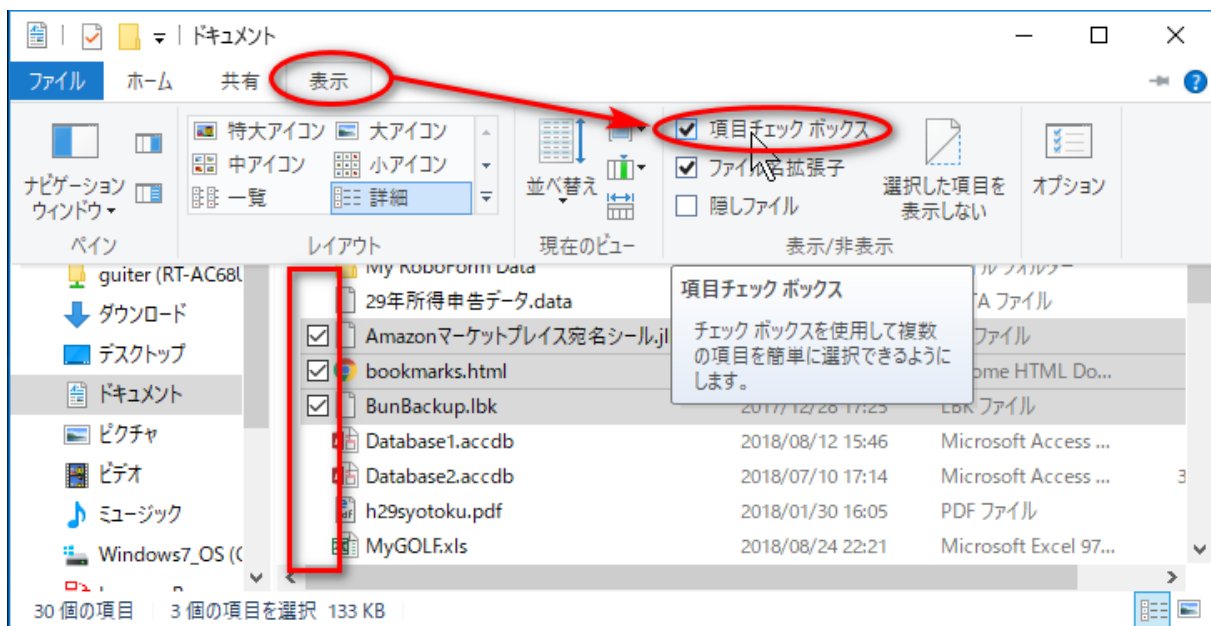 ドキュメント
ファイル ホーム 共有 表示
特大アイコン 大アイコン
中アイコン 小アイコン
一覧 詳細
ナビゲーション
ウィンドウ
並べ替え
項目チェック ボックス
ファイル名拡張子
隠しファイル
選択した項目を
表示しない
オプション
ペイン レイアウト 現在のビュー 表示/非表示
guiter (RT-AC68U
ダウンロード
デスクトップ
ドキュメント
ピクチャ
ビデオ
ミュージック
Windows7_OS (C
My RoboForm Data
29年所得申告データ.data TA ファイル
Amazonマーケットプレイス宛名シール.jl ファイル
bookmarks.html ome HTML Do...
BunBackup.lbk 2017/12/28 17:25 LBK ファイル
Database1.accdb 2018/08/12 15:46 Microsoft Access ...
Database2.accdb 2018/07/10 17:14 Microsoft Access ... 3
h29syotoku.pdf 2018/01/30 16:05 PDF ファイル
MyGOLF.xls 2018/08/24 22:21 Microsoft Excel 97...
項目チェック ボックス
チェック ボックスを使用して複数
の項目を簡単に選択できるように
します。
30 個の項目 3 個の項目を選択 133 KB